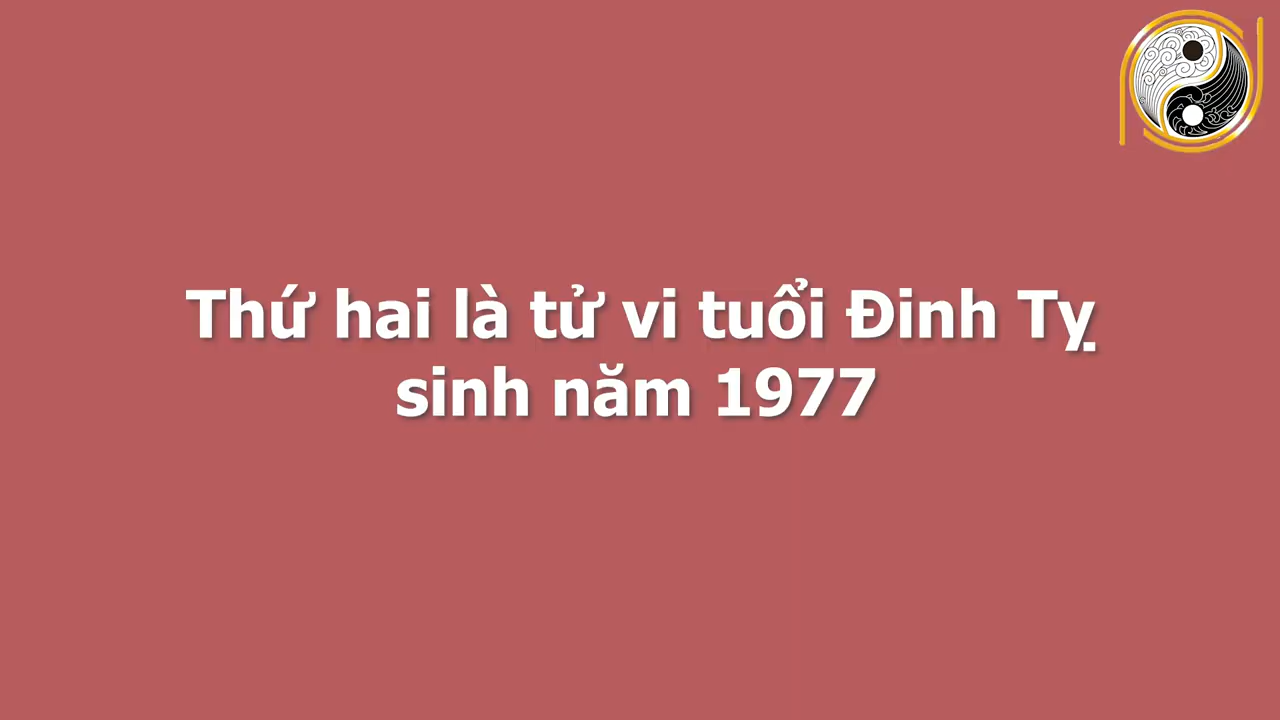 Thứ hai là tử vi tuổi Đinh Tỵ
sinh năm 1977